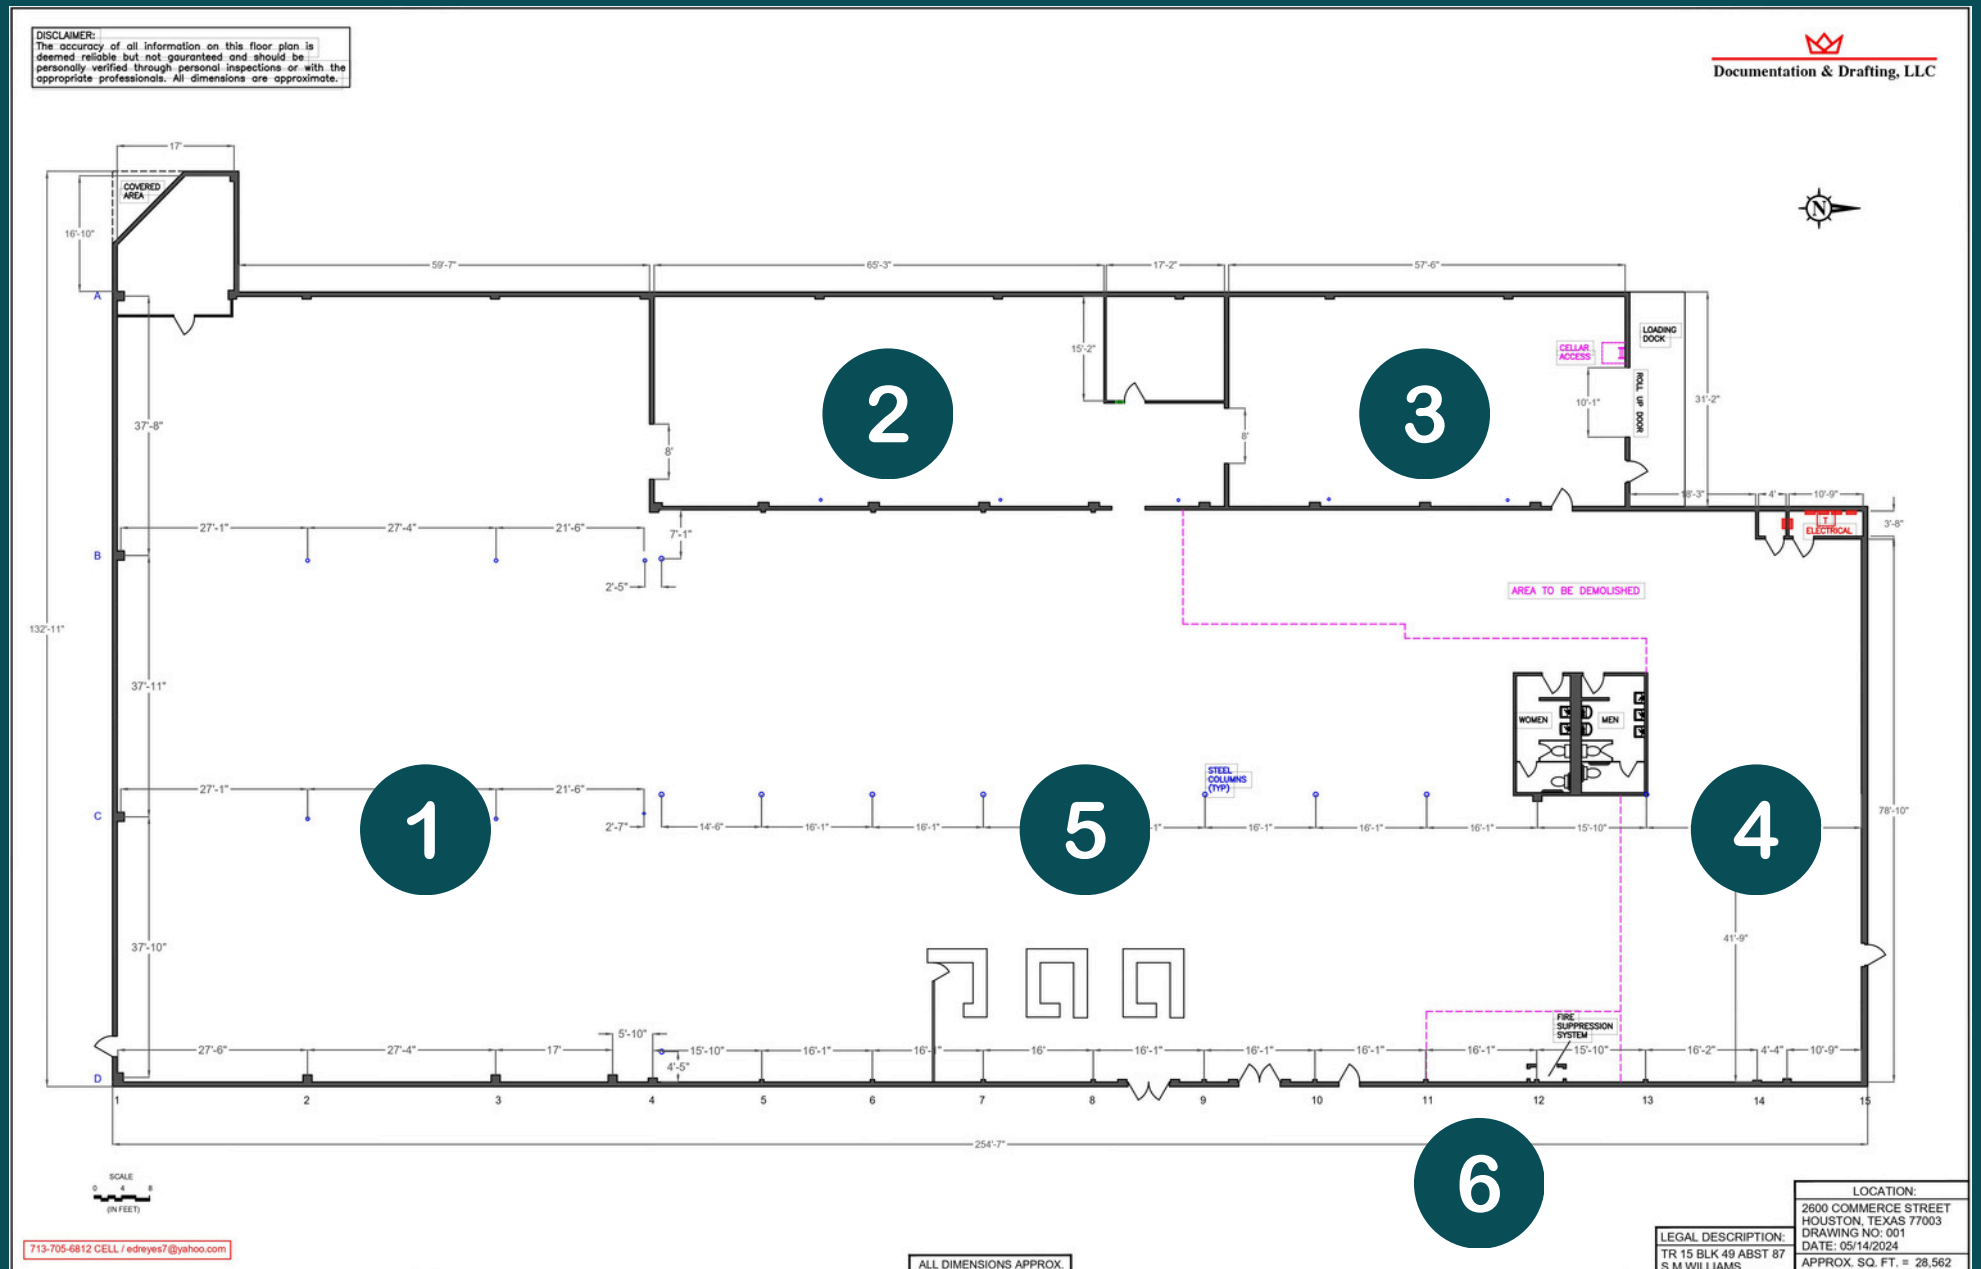 DISCLAIMER:
The accuracy of all information on this floor plan is
deemed reliable but not gauranteed and should be
personally verified through personal inspections or with the
appropriate professionals. All dimensions are approximate.
Documentation & Drafting, LLC
17'
COVERED
AREA
16'-10"
N
59'-7"
65'-3"
17'-2"
57'-6"
A
LOADING
DOCK
CELLAR
ACCESS
15'-2"
ROLL UP DOOR
10'-1"
31'-2"
2
3
37'-8"
8'
8'
18'-3"
4'
10'-9"
T
ELECTRICAL
3'-8"
27'-1"
27'-4"
21'-6"
7'-1"
B
2'-5"
AREA TO BE DEMOLISHED
132'-11"
37'-11"
WOMEN
MEN
STEEL
COLUMNS
(TYP)
27'-1"
21'-6"
C
2'-7"
14'-6"
16'-1"
16'-1"
16'-1"
16'-1"
16'-1"
15'-10"
78'-10"
1
5
4
37'-10"
41'-9"
FIRE
SUPPRESSION
SYSTEM
5'-10"
27'-6"
27'-4"
17'
15'-10"
16'-1"
16'-1"
16'
16'-1"
16'-1"
16'-1"
16'-1"
15'-10"
16'-2"
4'-4"
10'-9"
4'-5"
D
1
2
3
4
5
6
7
8
9
10
11
12
13
14
15
254'-7"
6
SCALE
0 4 8
(IN FEET)
713-705-6812 CELL / edreyes7@yahoo.com
ALL DIMENSIONS APPROX.
LEGAL DESCRIPTION:
TR 15 BLK 49 ABST 87
S M WILLIAMS
LOCATION:
2600 COMMERCE STREET
HOUSTON, TEXAS 77003
DRAWING NO: 001
DATE: 05/14/2024
APPROX. SQ. FT. = 28,562